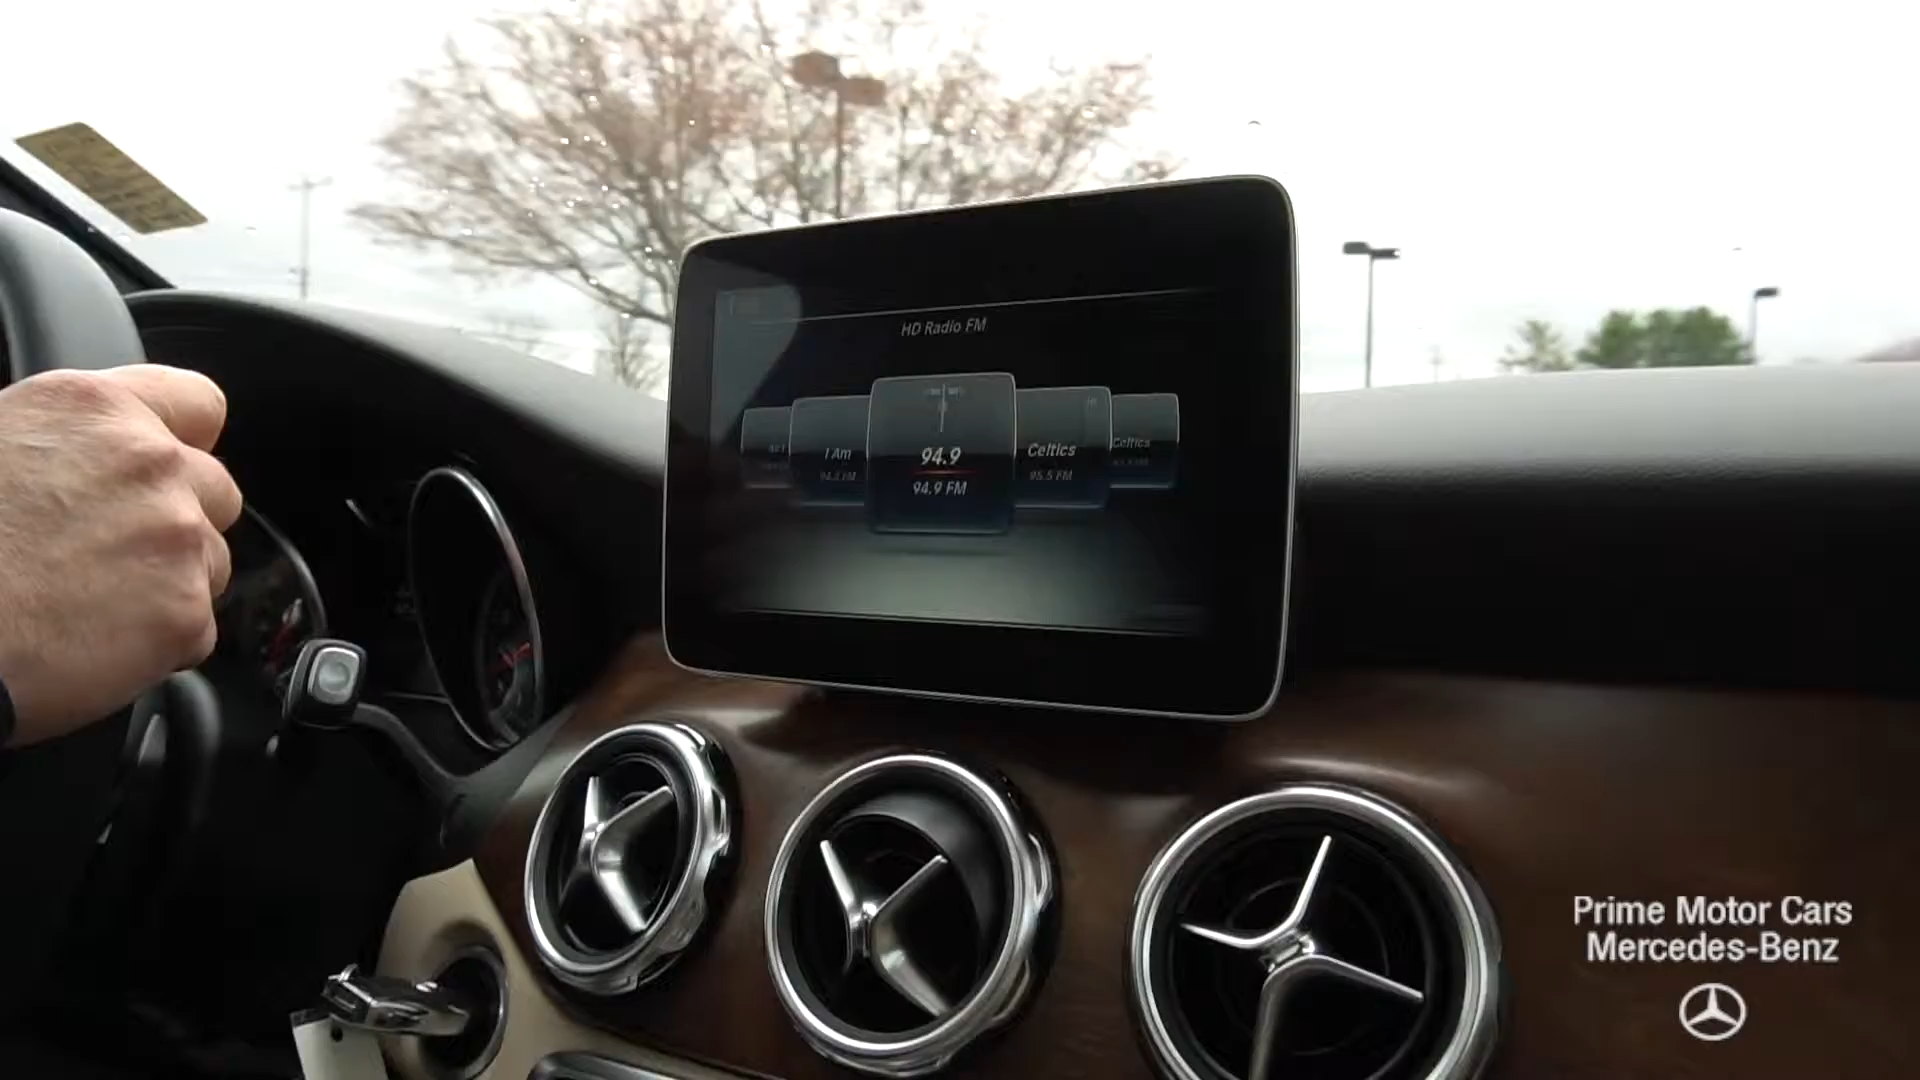 HD Radio FM
I Am
94.9
94.9 FM
Celtics
95.5 FM
Celtics
Prime Motor Cars
Mercedes-Benz